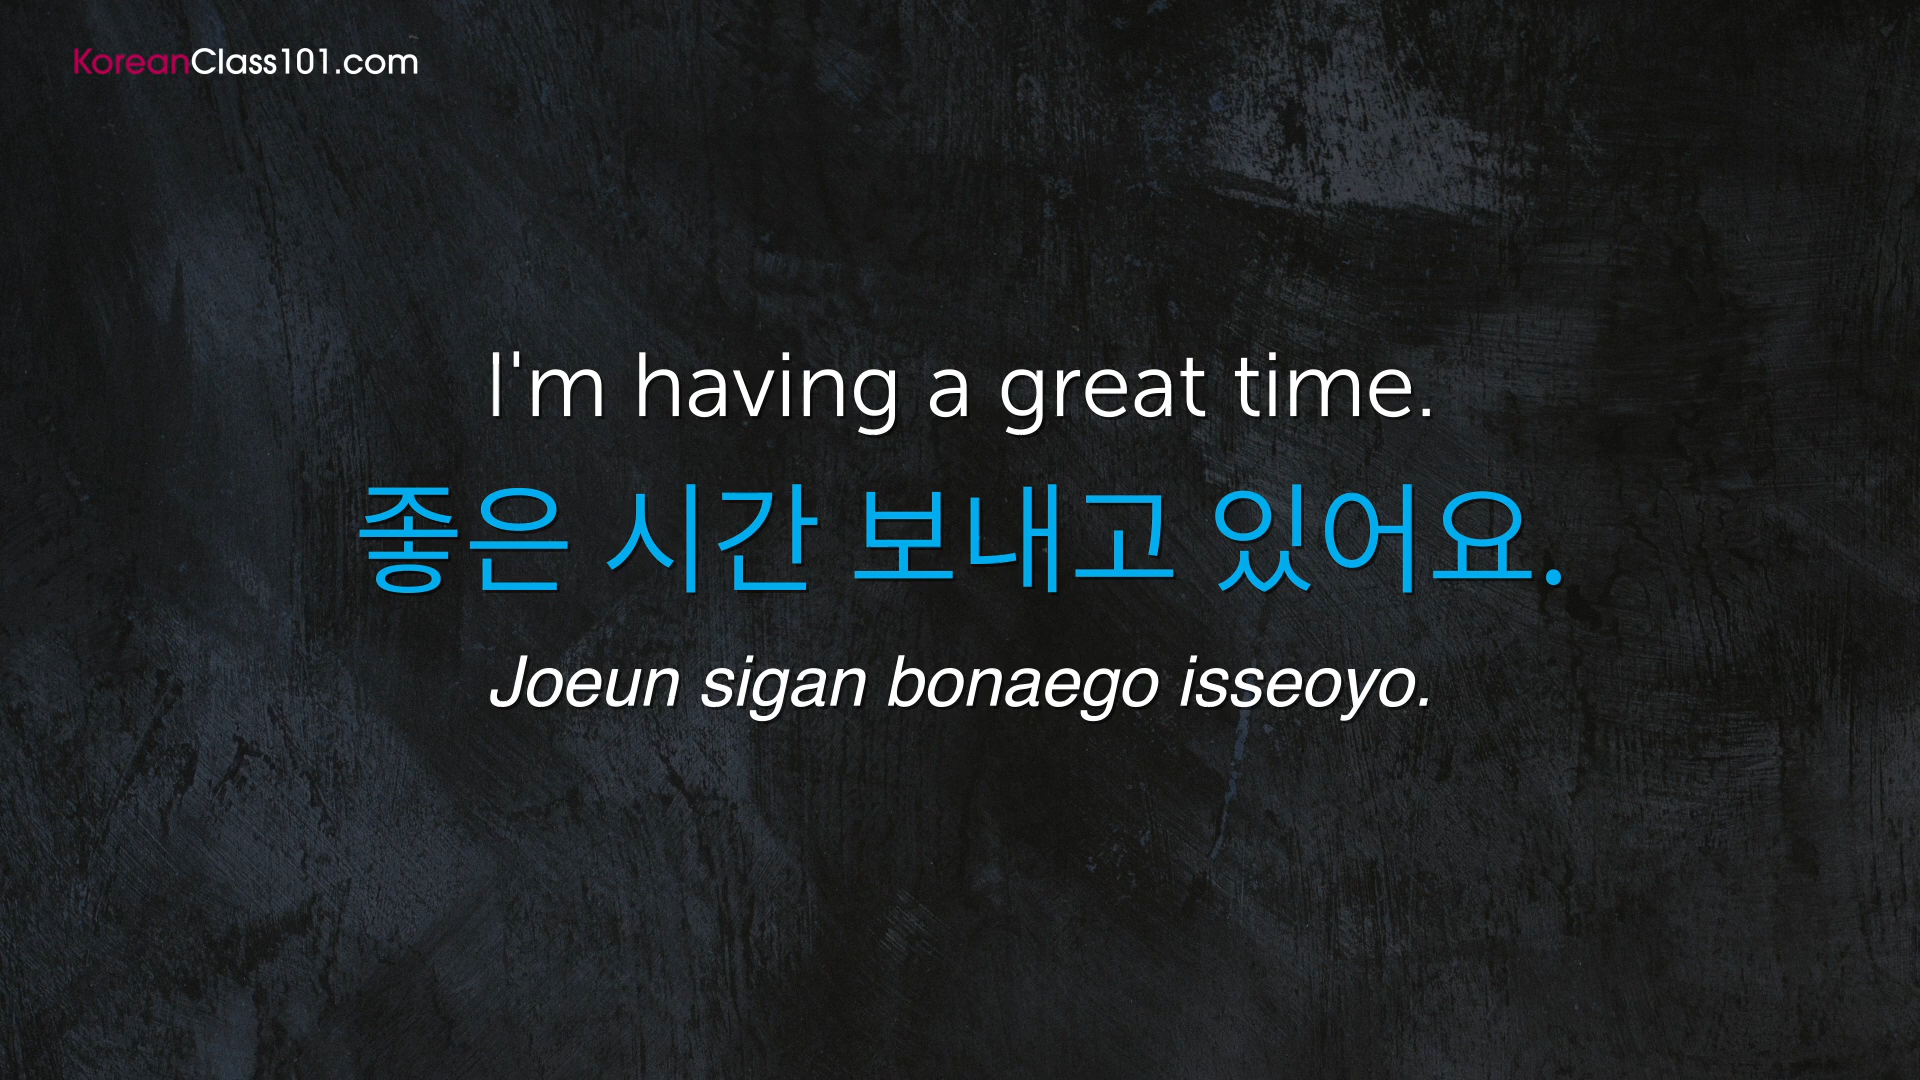 KoreanClass101.com
I'm having a great time.
좋은 시간 보내고 있어요.
Joeun sigan bonaego isseoyo.